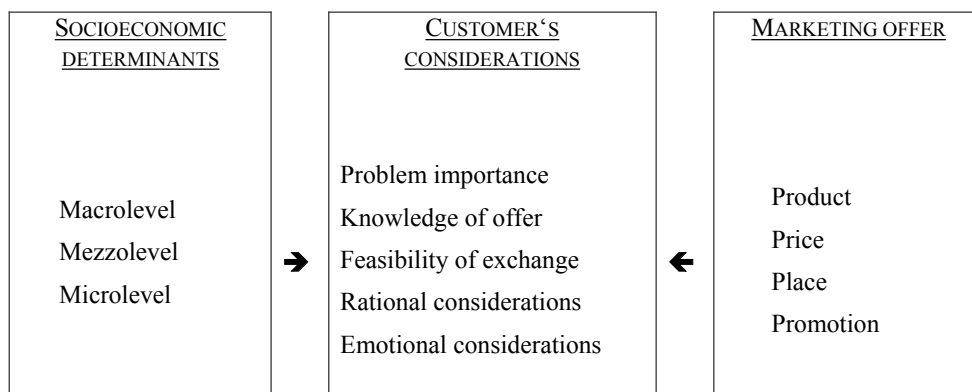 SOCIOECONOMIC
DETERMINANTS
Macrolevel
Mezzolevel
Microlevel
CUSTOMER‘S
CONSIDERATIONS
Problem importance
Knowledge of offer
Feasibility of exchange
Rational considerations
Emotional considerations
MARKETING OFFER
Product
Price
Place
Promotion